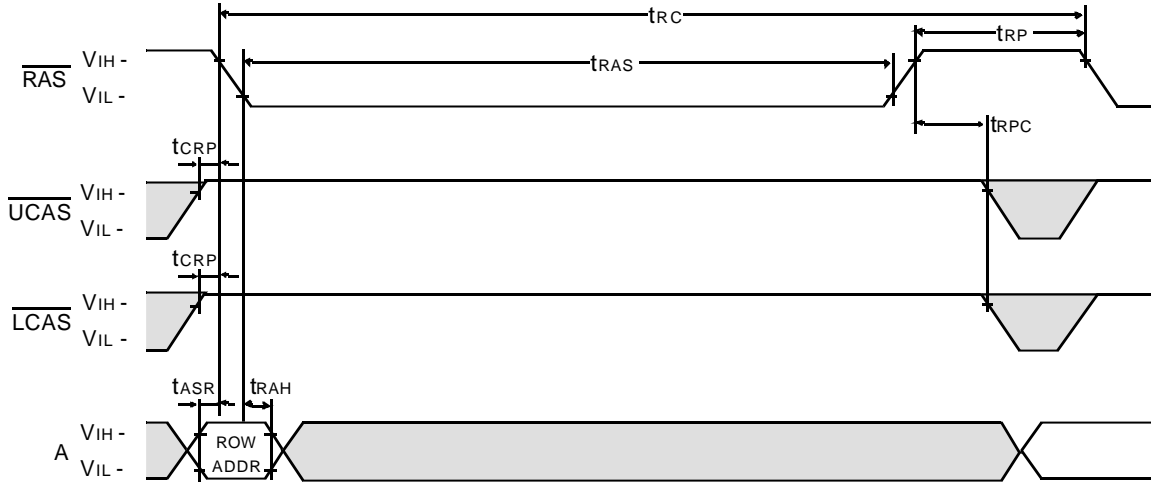 tRC
tRP
RAS
VIH -
VIL -
tRAS
tRPC
tCRP
UCAS
VIH -
VIL -
tCRP
LCAS
VIH -
VIL -
tASR
tRAH
A
VIH -
VIL -
ROW
ADDR